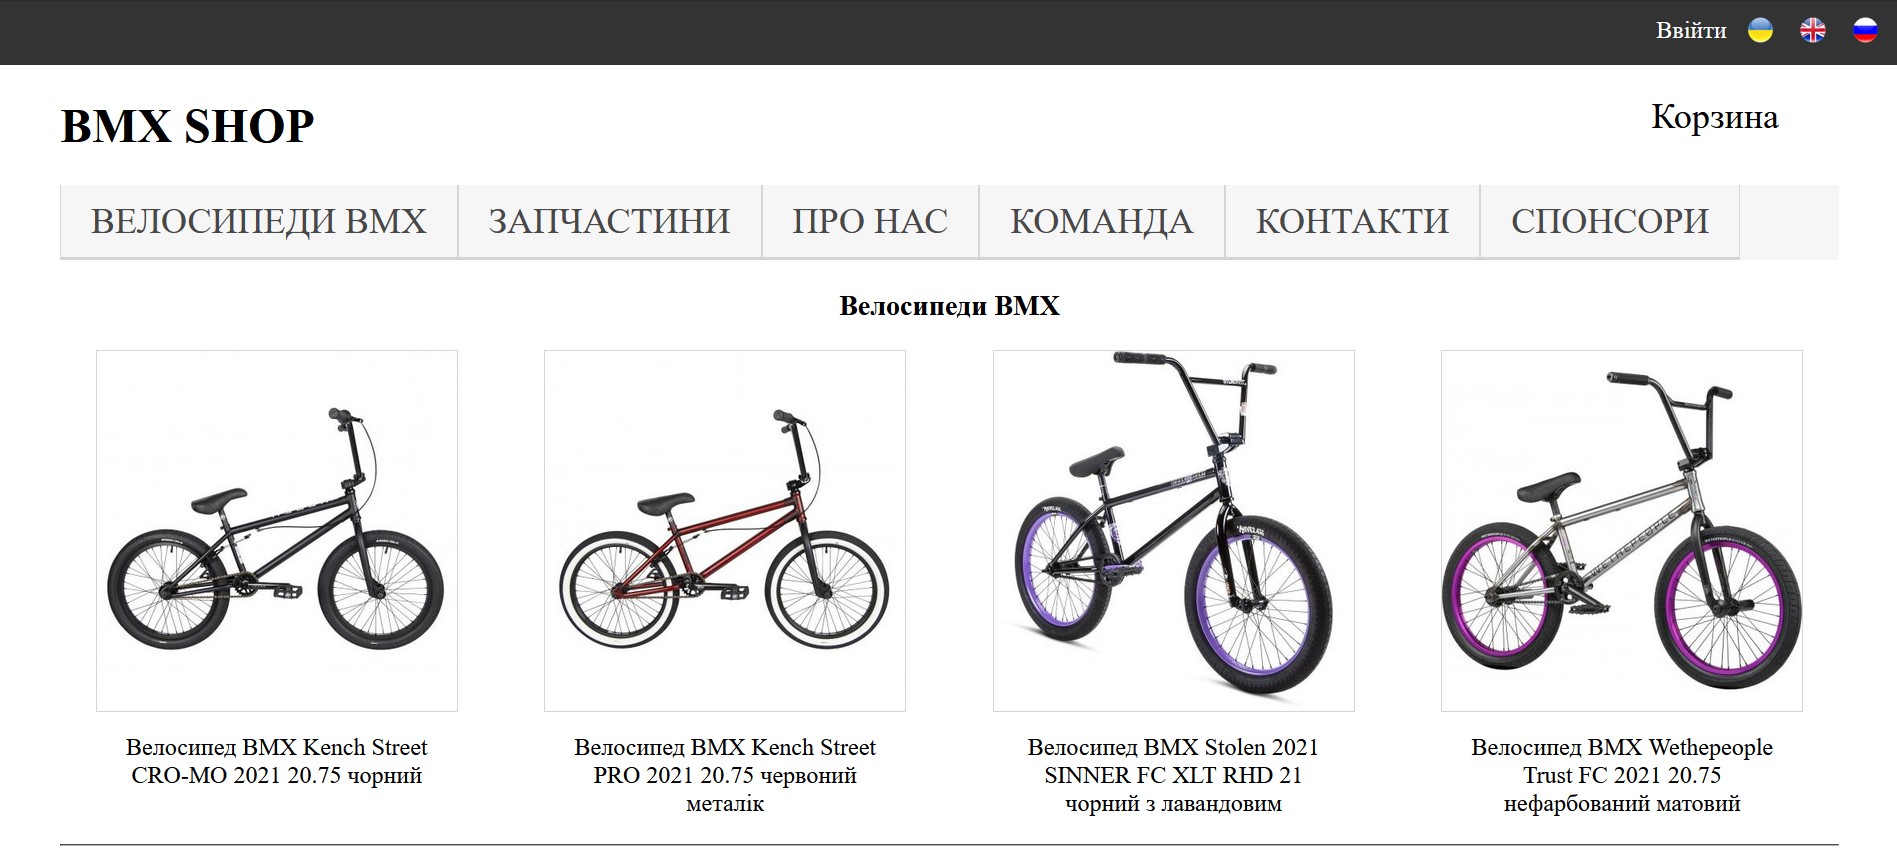 Ввійти
BMX SHOP
Корзина
ВЕЛОСИПЕДИ BMX
ЗАПЧАСТИНИ
ПРО НАС
КОМАНДА
КОНТАКТИ
СПОНСОРИ
Велосипеди BMX
WETHEPEOPLE
Велосипед BMX Kench Street
CRO-MO 2021 20.75 чорний
Велосипед BMX Kench Street
PRO 2021 20.75 червоний
металік
Велосипед BMX Stolen 2021
SINNER FC XLT RHD 21
чорний з лавандовим
Велосипед BMX Wethepeople
Trust FC 2021 20.75
нефарбований матовий